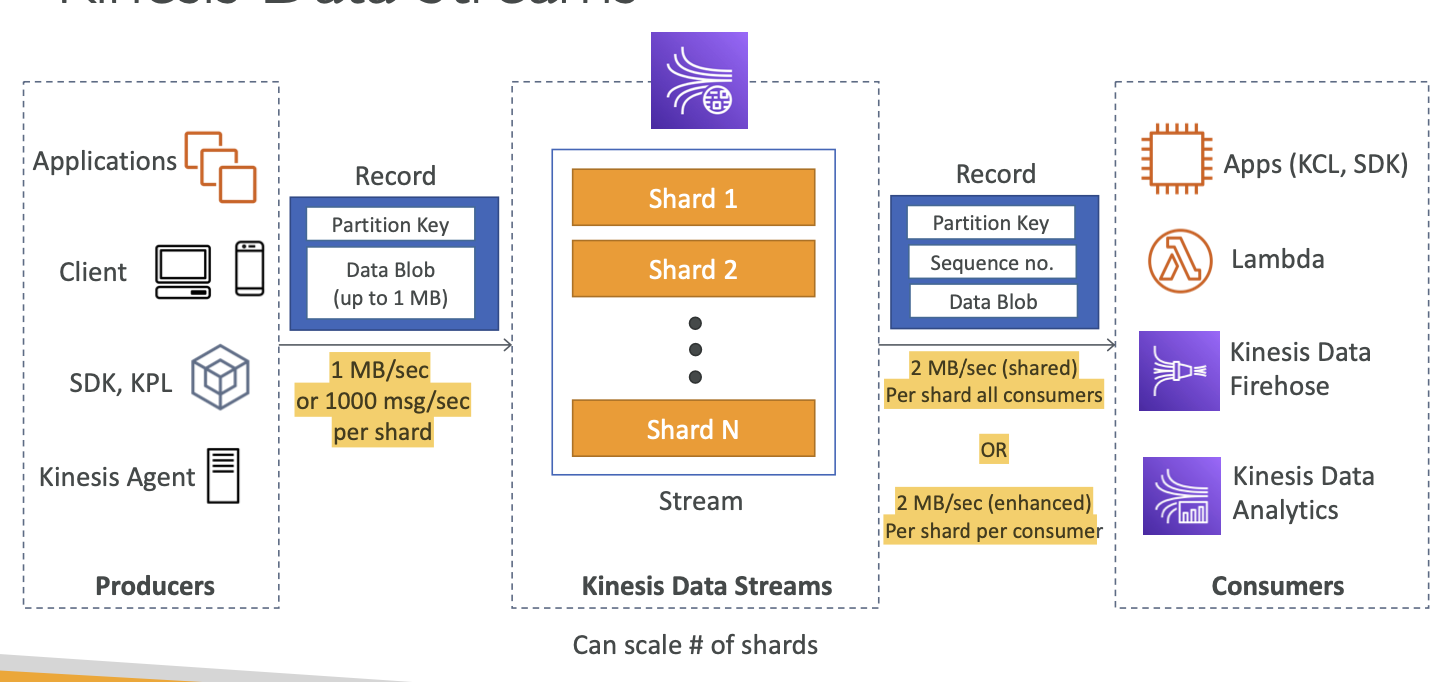 Kinesis Data Streams
Applications
Client
SDK, KPL
Kinesis Agent
Producers
Record
Partition Key
Data Blob
(up to 1 MB)
1 MB/sec
or 1000 msg/sec
per shard
Shard 1
Shard 2
Shard N
Stream
Kinesis Data Streams
Can scale # of shards
Record
Partition Key
Sequence no.
Data Blob
2 MB/sec (shared)
Per shard all consumers
OR
2 MB/sec (enhanced)
Per shard per consumer
Apps (KCL, SDK)
Lambda
Kinesis Data
Firehose
Kinesis Data
Analytics
Consumers